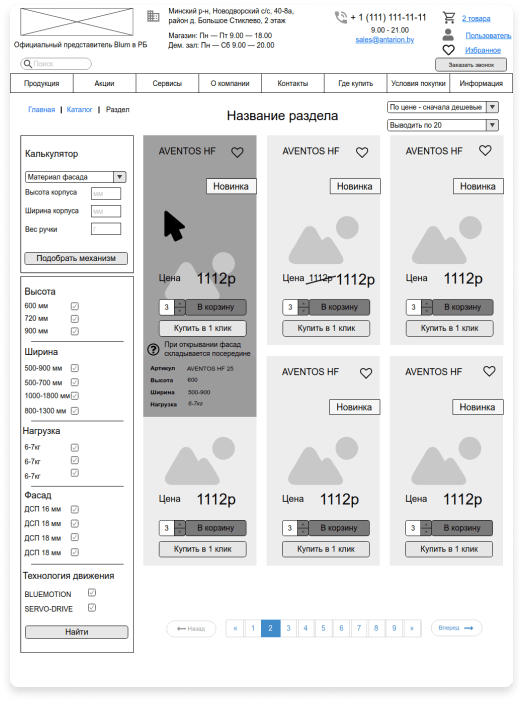 Официальный представитель Blum в РБ
Минский р-н, Новодворский с/с, 40-8а,
район д. Большое Стиклево, 2 этаж
Магазин: Пн — Пт 9.00 — 18.00
Дем. зал: Пн — Сб 9.00 — 20.00
+ 1 (111) 111-11-11
9.00 - 21.00
sales@antarion.by
2 товара
Пользователь
Избранное
Поиск
Заказать звонок
Продукция
Акции
Сервисы
О компании
Контакты
Где купить
Условия покупки
Информация
Главная | Каталог | Раздел
Название раздела
По цене - сначала дешевые
Выводить по 20
Калькулятор
Материал фасада
Высота корпуса мм
Ширина корпуса мм
Вес ручки г
Подобрать механизм
Высота
600 мм
720 мм
900 мм
Ширина
500-900 мм
500-700 мм
1000-1800 мм
800-1300 мм
Нагрузка
6-7кг
6-7кг
6-7кг
Фасад
ДСП 16 мм
ДСП 18 мм
ДСП 18 мм
ДСП 18 мм
Технология движения
BLUEMOTION
SERVO-DRIVE
Найти
AVENTOS HF
Новинка
Цена 1112р
3 В корзину
Купить в 1 клик
При открывании фасад
складывается посередине
Артикул AVENTOS HF 25
Высота 600
Ширина 500-900
Нагрузка 6-7кг
AVENTOS HF
Новинка
Цена 1112р 1112р
3 В корзину
Купить в 1 клик
AVENTOS HF
Новинка
Цена 1112р
3 В корзину
Купить в 1 клик
Цена 1112р
3 В корзину
Купить в 1 клик
AVENTOS HF
Новинка
Цена 1112р
3 В корзину
Купить в 1 клик
AVENTOS HF
Новинка
Цена 1112р
3 В корзину
Купить в 1 клик
Назад « 1 2 3 4 5 6 7 8 9 » Вперед